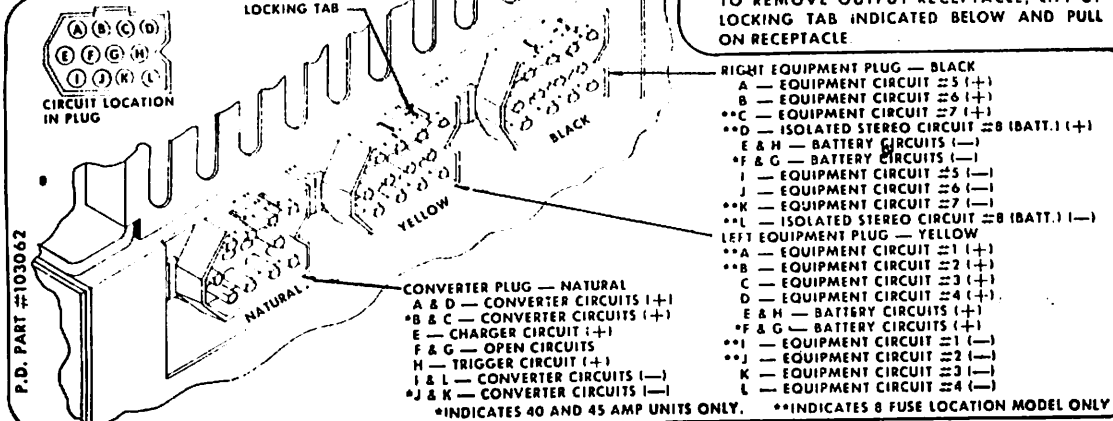 TO REMOVE OUTPUT RECEPTACLE, LIFT UP
LOCKING TAB INDICATED BELOW AND PULL
ON RECEPTACLE
LOCKING TAB
A B C D
E F G H
I J K L
CIRCUIT LOCATION
IN PLUG
BLACK
YELLOW
NATURAL
P.D. PART #103062
RIGHT EQUIPMENT PLUG — BLACK
A — EQUIPMENT CIRCUIT #5 (+)
B — EQUIPMENT CIRCUIT #6 (+)
**C — EQUIPMENT CIRCUIT #7 (+)
**D — ISOLATED STEREO CIRCUIT #8 (BATT.) (+)
E & H — BATTERY CIRCUITS (—)
*F & G — BATTERY CIRCUITS (—)
I — EQUIPMENT CIRCUIT #5 (—)
J — EQUIPMENT CIRCUIT #6 (—)
**K — EQUIPMENT CIRCUIT #7 (—)
**L — ISOLATED STEREO CIRCUIT #8 (BATT.) (—)
LEFT EQUIPMENT PLUG — YELLOW
**A — EQUIPMENT CIRCUIT #1 (+)
**B — EQUIPMENT CIRCUIT #2 (+)
C — EQUIPMENT CIRCUIT #3 (+)
D — EQUIPMENT CIRCUIT #4 (+)
E & H — BATTERY CIRCUITS (+)
*F & G — BATTERY CIRCUITS (+)
**I — EQUIPMENT CIRCUIT #1 (—)
**J — EQUIPMENT CIRCUIT #2 (—)
K — EQUIPMENT CIRCUIT #3 (—)
L — EQUIPMENT CIRCUIT #4 (—)
CONVERTER PLUG — NATURAL
A & D — CONVERTER CIRCUITS (+)
*B & C — CONVERTER CIRCUITS (+)
E — CHARGER CIRCUIT (+)
F & G — OPEN CIRCUITS
H — TRIGGER CIRCUIT (+)
I & L — CONVERTER CIRCUITS (—)
*J & K — CONVERTER CIRCUITS (—)
*INDICATES 40 AND 45 AMP UNITS ONLY. **INDICATES 8 FUSE LOCATION MODEL ONLY